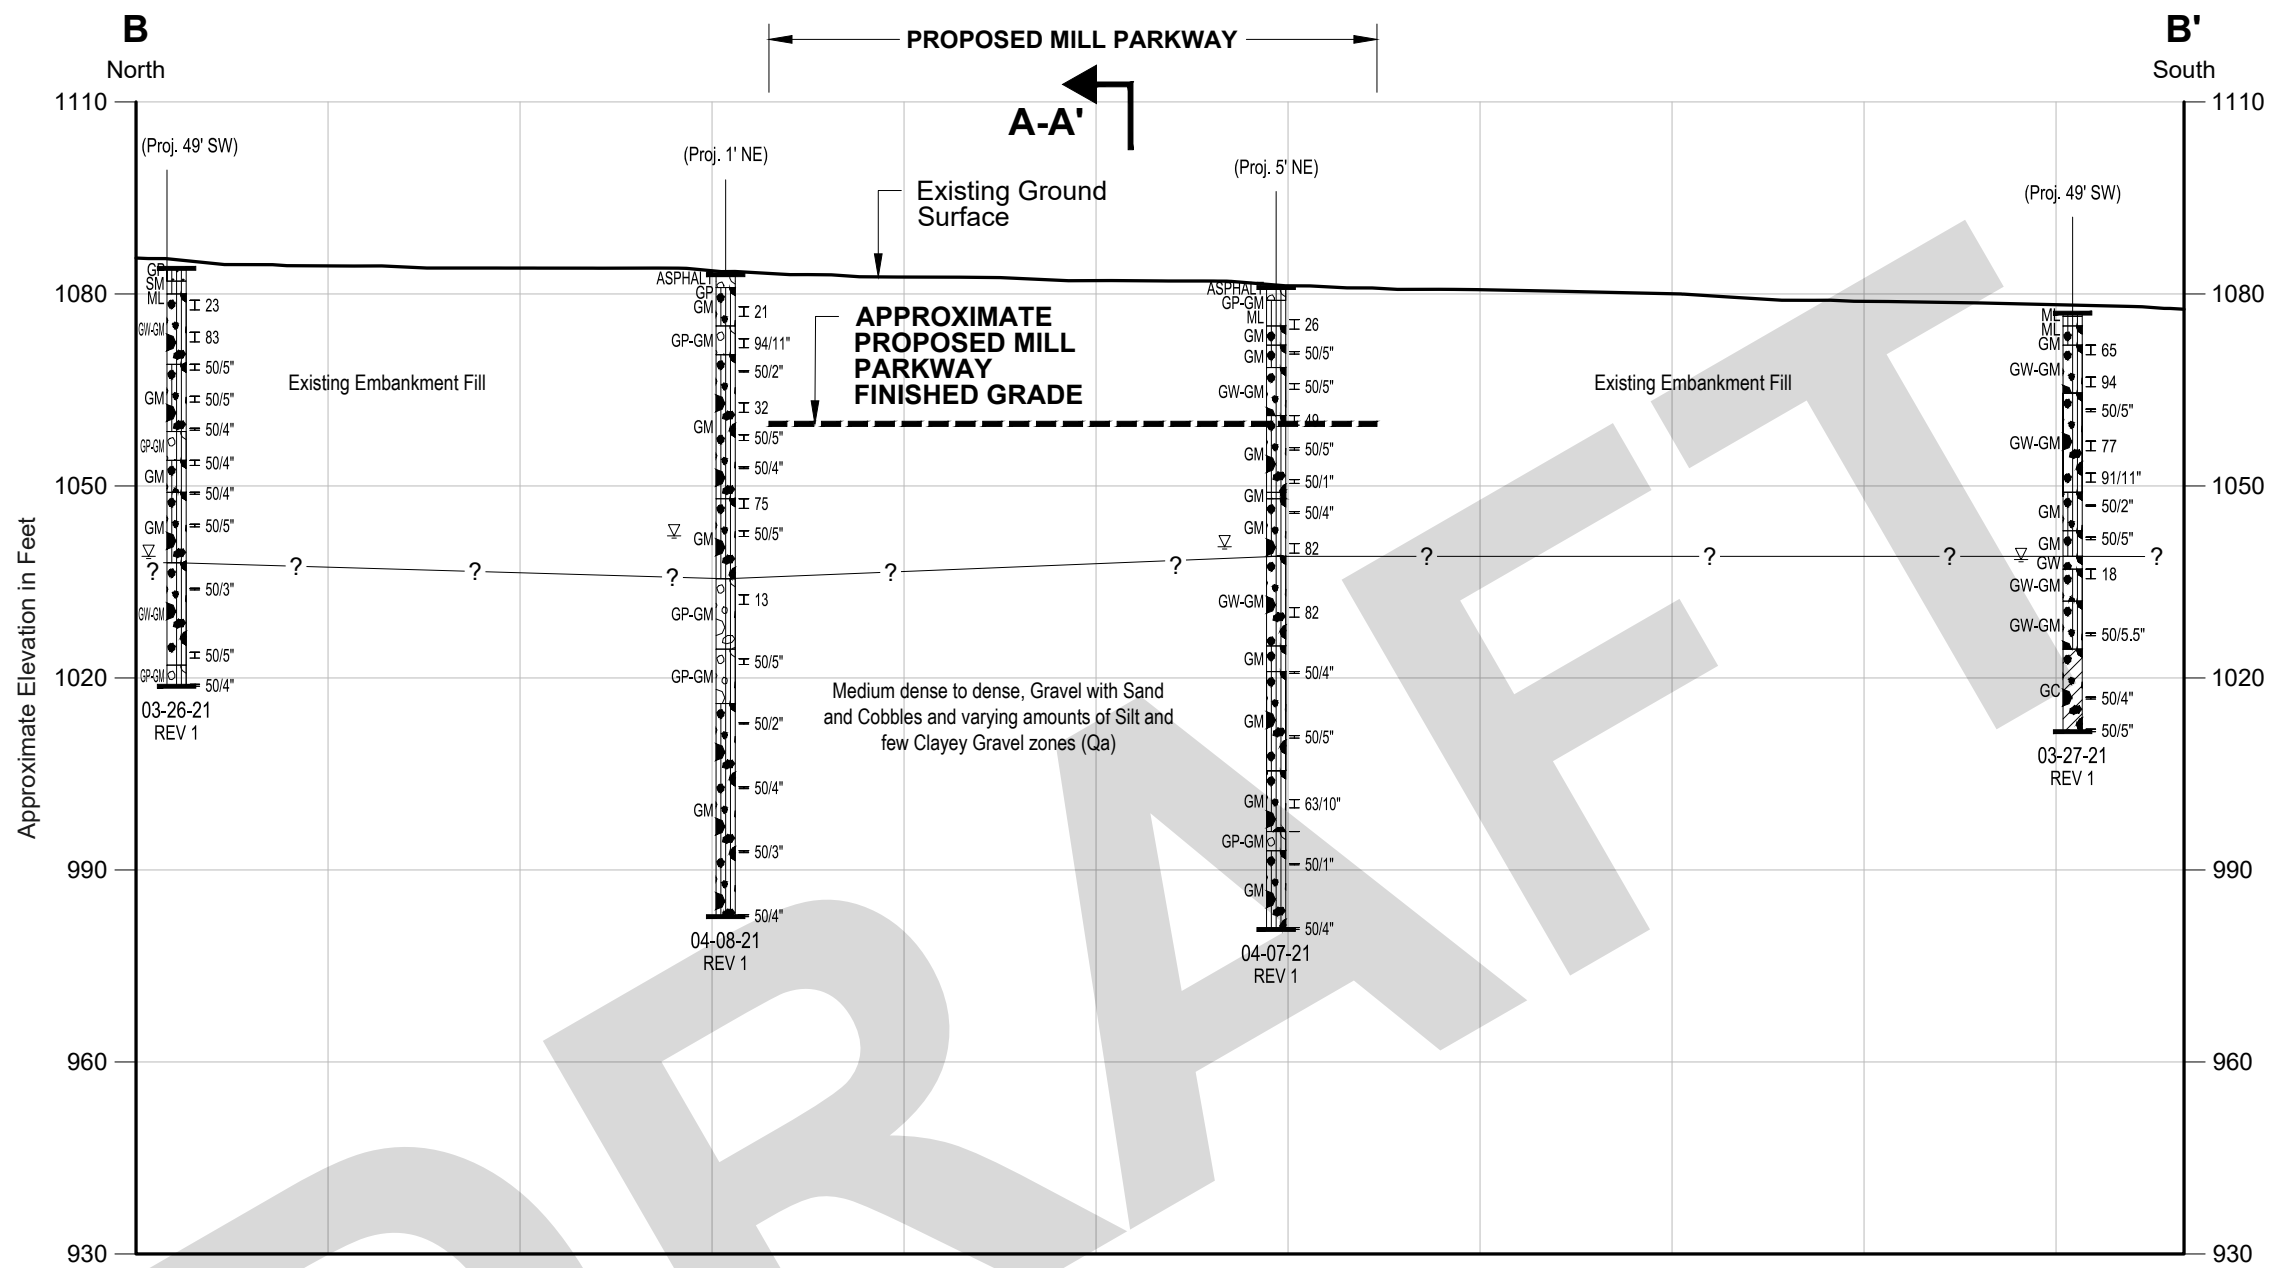 B
North
PROPOSED MILL PARKWAY
B'
South
A-A'
1110
1110
(Proj. 49' SW)
(Proj. 1' NE)
(Proj. 5' NE)
(Proj. 49' SW)
Existing Ground
Surface
1080
1080
1050
1050
1020
1020
990
990
960
960
930
930
Approximate Elevation in Feet
GP
SM
ML
23
GW-GM
83
50/5"
GM
50/5"
50/4"
GP-GM
50/4"
GM
50/4"
GM
50/5"
50/3"
GW-GM
50/5"
GP-GM
50/4"
03-26-21
REV 1
Existing Embankment Fill
ASPHALT
GP
GM
21
GP-GM
94/11"
50/2"
32
GM
50/5"
50/4"
75
50/5"
GM
13
GP-GM
50/5"
GP-GM
50/2"
50/4"
GM
50/3"
50/4"
04-08-21
REV 1
APPROXIMATE
PROPOSED MILL
PARKWAY
FINISHED GRADE
Medium dense to dense, Gravel with Sand
and Cobbles and varying amounts of Silt and
few Clayey Gravel zones (Qa)
ASPHALT
GP-GM
ML
26
GM
50/5"
GM
50/5"
GW-GM
49
50/5"
GM
50/1"
GM
50/4"
GM
82
GW-GM
82
GM
50/4"
GM
50/5"
GM
63/10"
GP-GM
50/1"
GM
50/4"
04-07-21
REV 1
Existing Embankment Fill
ML
ML
GM
65
GW-GM
94
50/5"
GW-GM
77
91/11"
50/2"
GM
50/5"
GM
GW
18
GW-GM
GW-GM
50/5.5"
GC
50/4"
50/5"
03-27-21
REV 1
?
?
?
?
?
?
?
?
?
?
DRAFT